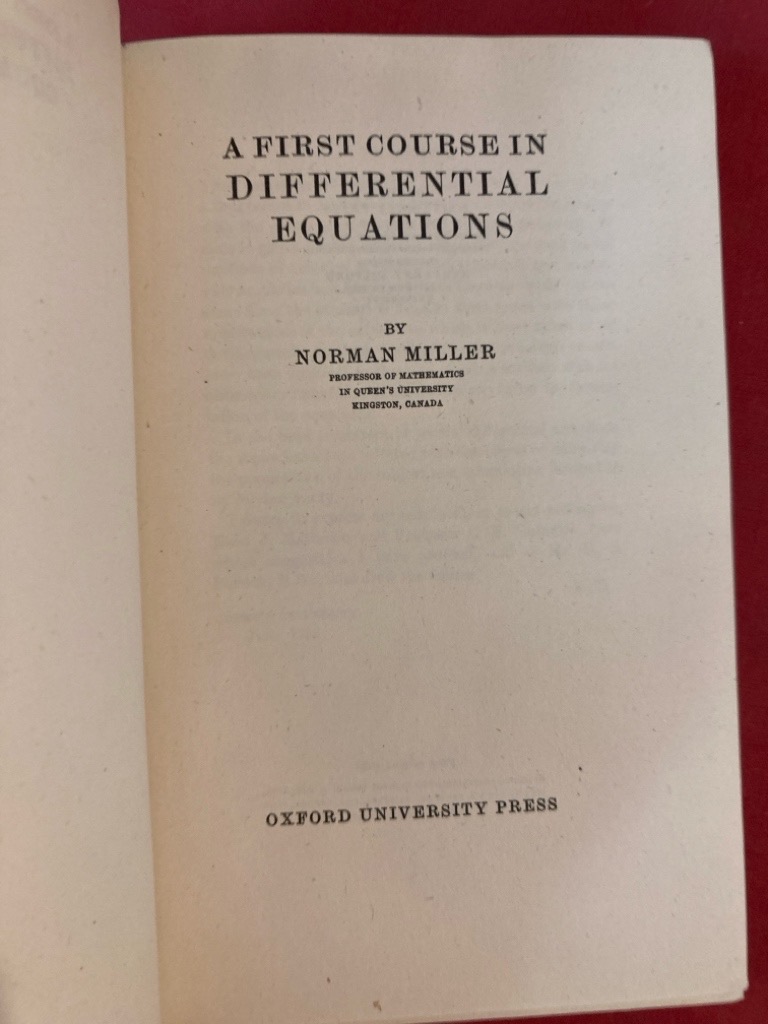 A FIRST COURSE IN
DIFFERENTIAL
EQUATIONS
BY
NORMAN MILLER
PROFESSOR OF MATHEMATICS
IN QUEEN'S UNIVERSITY
KINGSTON, CANADA
OXFORD UNIVERSITY PRESS